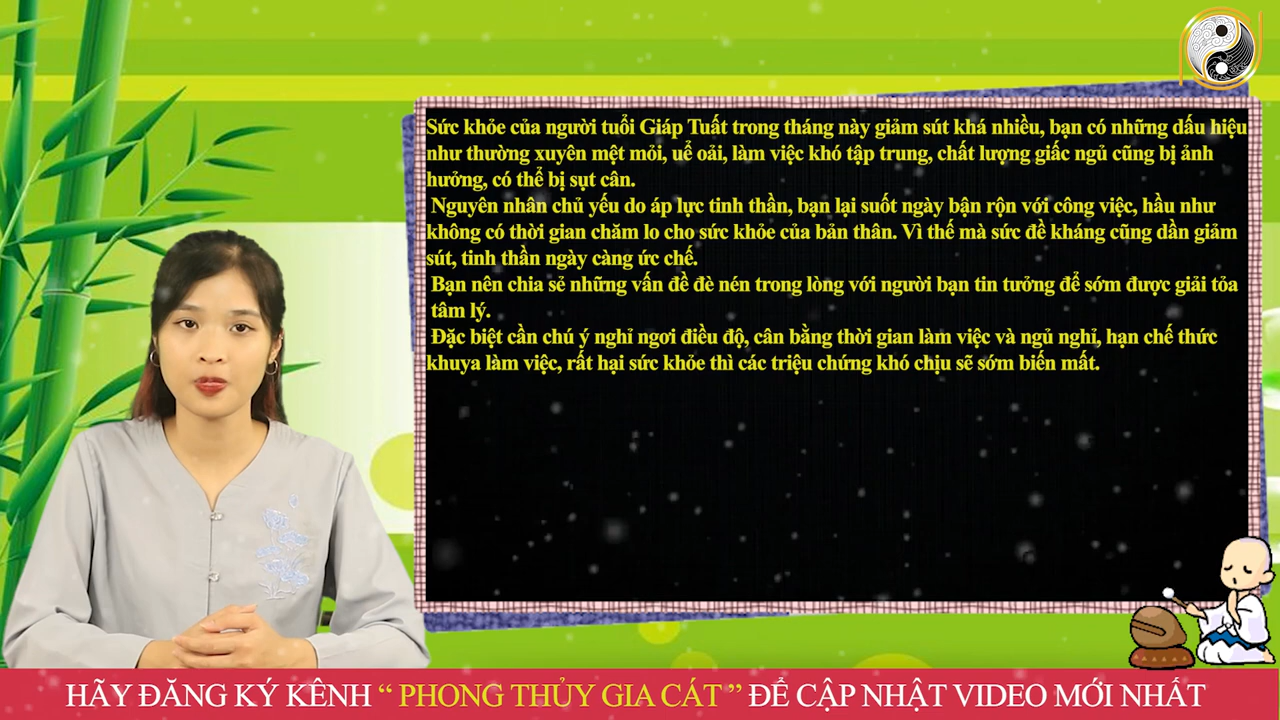 Sức khỏe của người tuổi Giáp Tuất trong tháng này giảm sút khá nhiều, bạn có những dấu hiệu
như thường xuyên mệt mỏi, uể oải, làm việc khó tập trung, chất lượng giấc ngủ cũng bị ảnh
hưởng, có thể bị sụt cân.
Nguyên nhân chủ yếu do áp lực tinh thần, bạn lại suốt ngày bận rộn với công việc, hầu như
không có thời gian chăm lo cho sức khỏe của bản thân. Vì thế mà sức đề kháng cũng dần giảm
sút, tinh thần ngày càng ức chế.
Bạn nên chia sẻ những vấn đề đè nén trong lòng với người bạn tin tưởng để sớm được giải tỏa
tâm lý.
Đặc biệt cần chú ý nghỉ ngơi điều độ, cân bằng thời gian làm việc và ngủ nghỉ, hạn chế thức
khuya làm việc, rất hại sức khỏe thì các triệu chứng khó chịu sẽ sớm biến mất.
HÃY ĐĂNG KÝ KÊNH “ PHONG THỦY GIA CÁT ” ĐỂ CẬP NHẬT VIDEO MỚI NHẤT